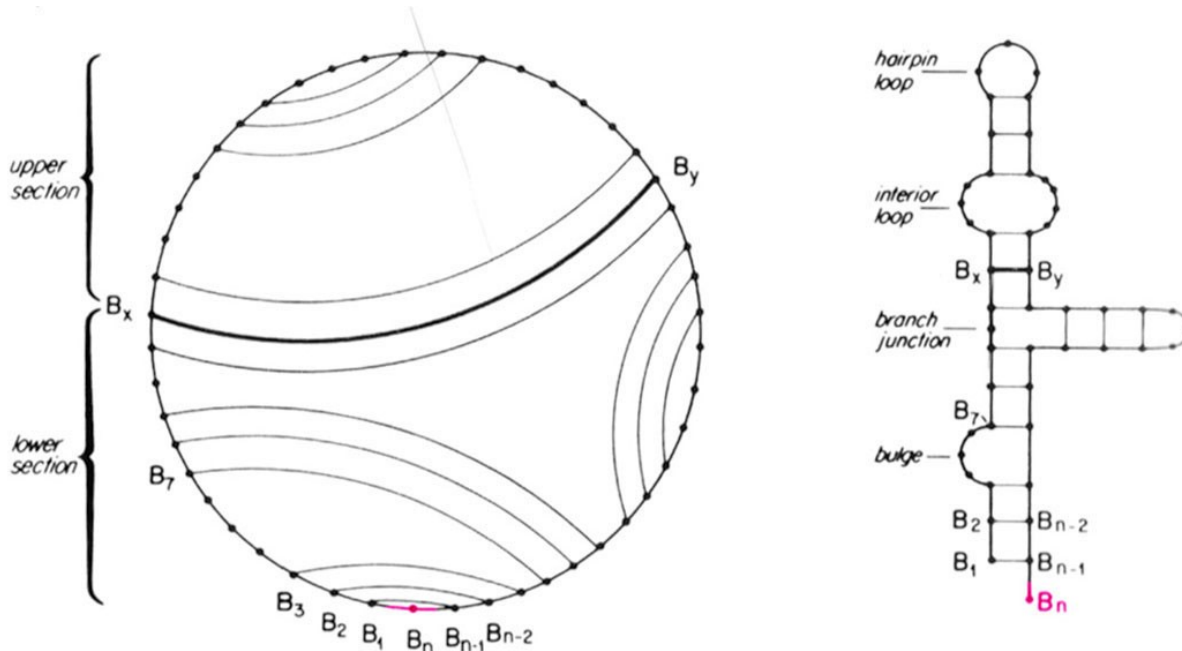 upper
section
lower
section
B_x
B_y
B_7
B_3
B_2
B_1
B_n
B_n-1
B_n-2
hairpin
loop
interior
loop
B_x
B_y
branch
junction
B_7
bulge
B_2
B_n-2
B_1
B_n-1
B_n